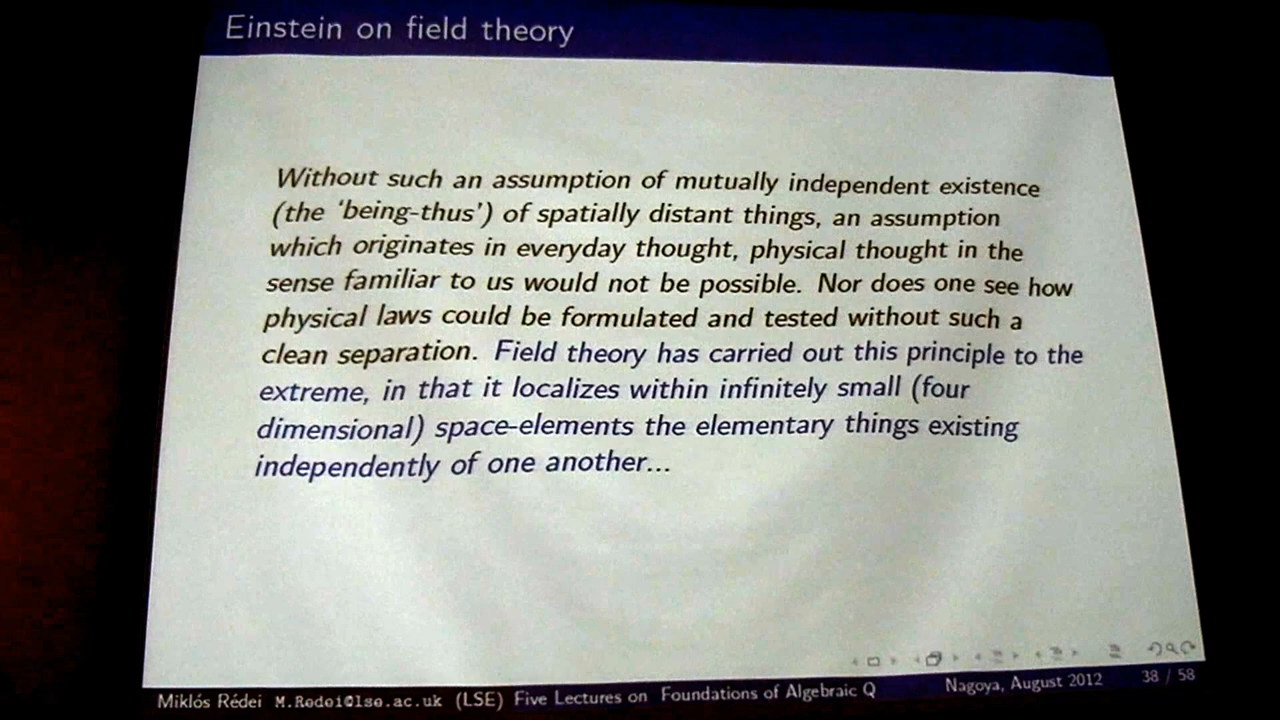 Einstein on field theory
Without such an assumption of mutually independent existence
(the 'being-thus') of spatially distant things, an assumption
which originates in everyday thought, physical thought in the
sense familiar to us would not be possible. Nor does one see how
physical laws could be formulated and tested without such a
clean separation. Field theory has carried out this principle to the
extreme, in that it localizes within infinitely small (four
dimensional) space-elements the elementary things existing
independently of one another...
Miklós Rédei M.Redei@lse.ac.uk (LSE) Five Lectures on Foundations of Algebraic Q Nagoya, August 2012 38 / 58